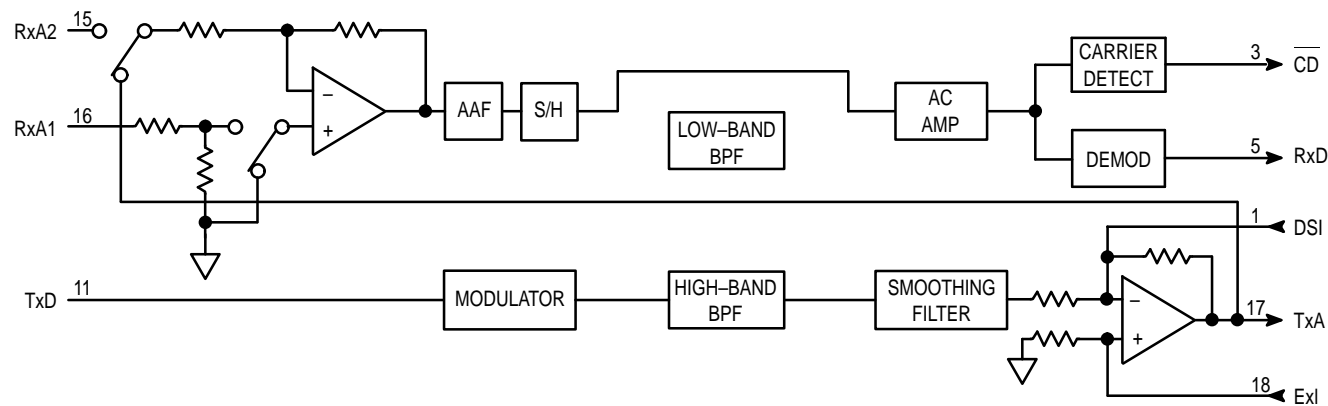 RxA2 15
RxA1 16
–
+
AAF
S/H
LOW–BAND
BPF
AC
AMP
CARRIER
DETECT
3 CD
DEMOD
5 RxD
1 DSI
TxD 11
MODULATOR
HIGH–BAND
BPF
SMOOTHING
FILTER
–
+
17 TxA
18 ExI